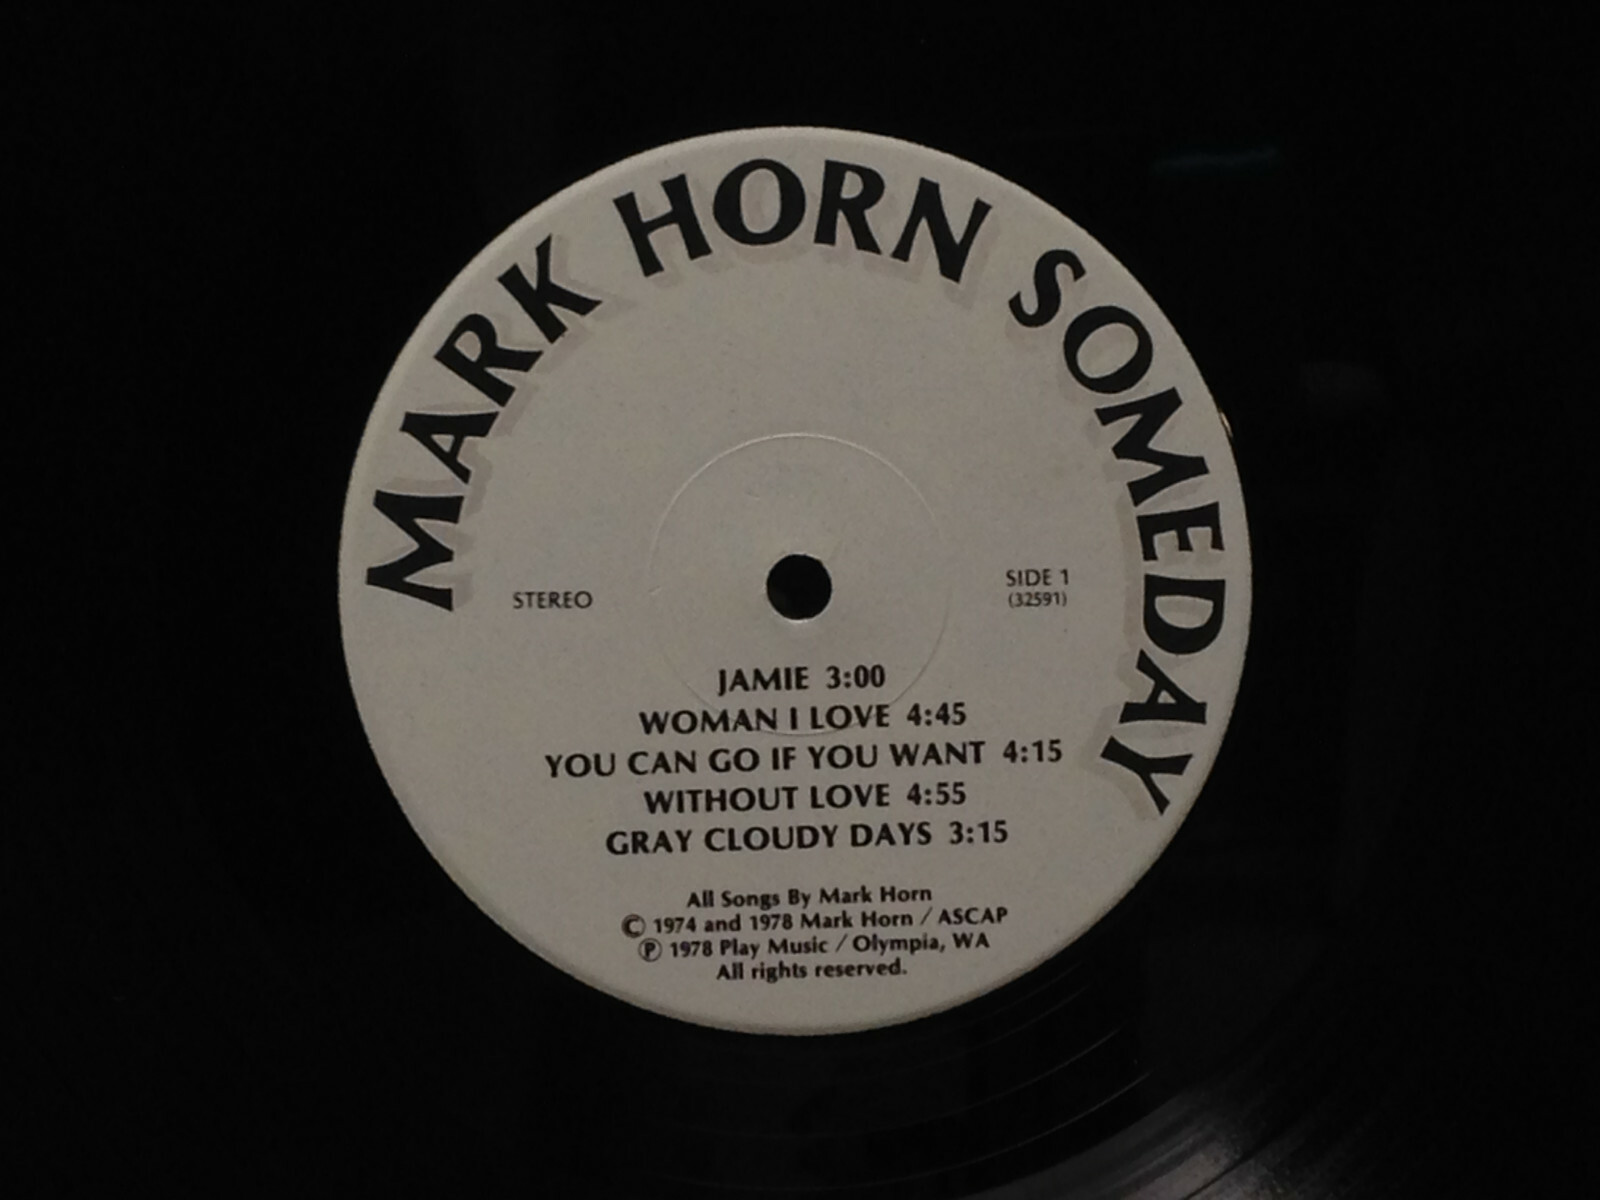 MARK HORN SOMEDAY
STEREO
SIDE 1
(32591)
JAMIE 3:00
WOMAN I LOVE 4:45
YOU CAN GO IF YOU WANT 4:15
WITHOUT LOVE 4:55
GRAY CLOUDY DAYS 3:15
All Songs By Mark Horn
© 1974 and 1978 Mark Horn / ASCAP
℗ 1978 Play Music / Olympia, WA
All rights reserved.